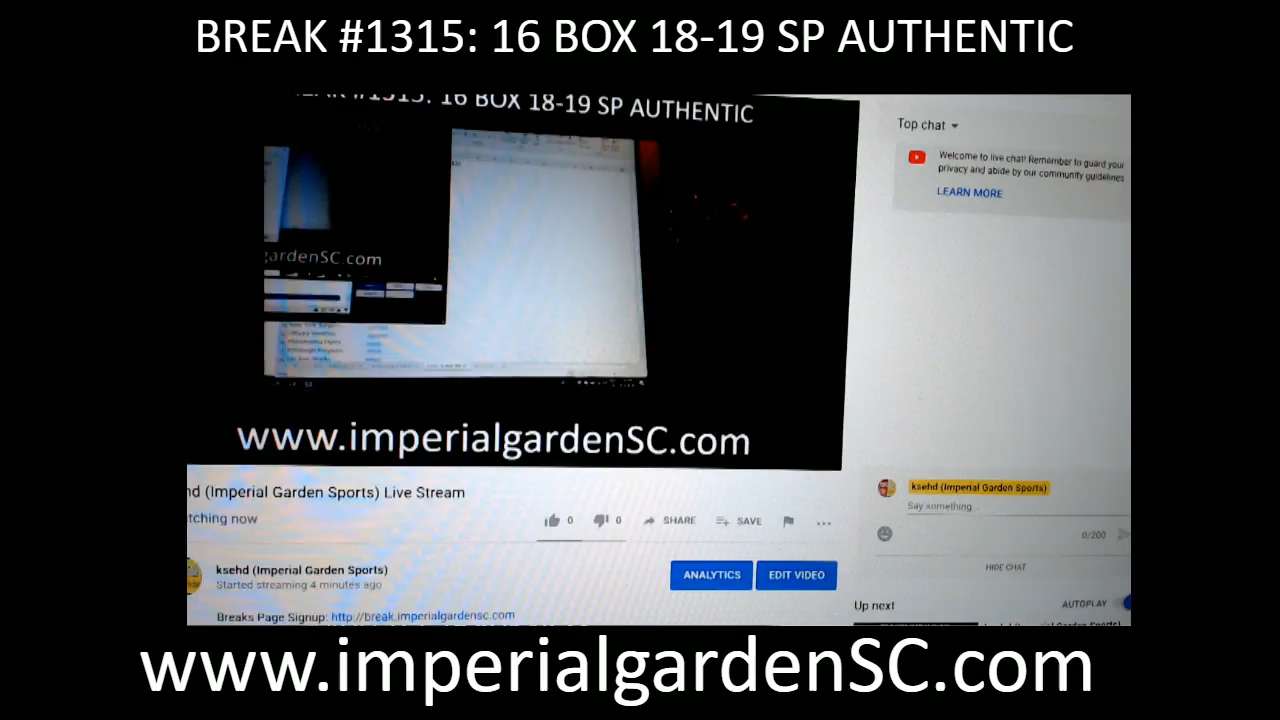 BREAK #1315: 16 BOX 18-19 SP AUTHENTIC
16 BOX 18-19 SP AUTHENTIC
Top chat
Welcome to live chat! Remember to guard your
privacy and abide by our community guidelines
LEARN MORE
gardenSC.com
www.imperialgardenSC.com
(Imperial Garden Sports) Live Stream
ksehd (Imperial Garden Sports)
Say something...
tching now
0
0
SHARE
SAVE
0/200
HIDE CHAT
ksehd (Imperial Garden Sports)
Started streaming 4 minutes ago
ANALYTICS
EDIT VIDEO
Up next
AUTOPLAY
Breaks Page Signup: http://break.imperialgardensc.com
www.imperialgardenSC.com